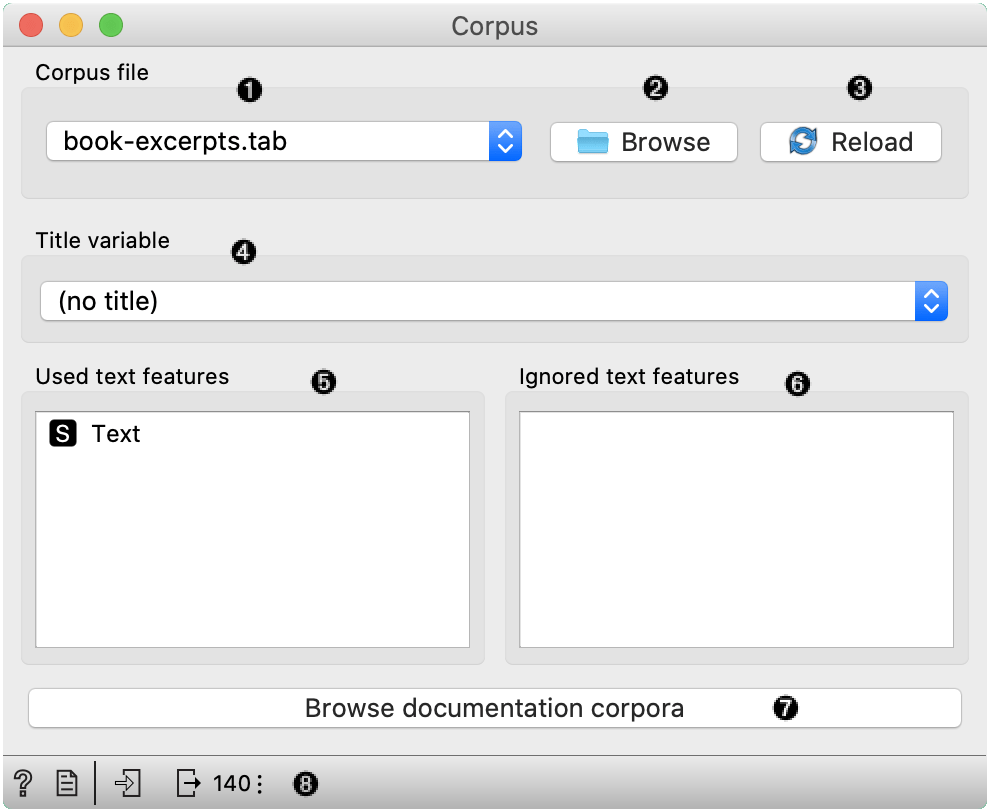 Corpus
Corpus file
❶ ❷ ❸
book-excerpts.tab Browse Reload
Title variable ❹
(no title)
Used text features ❺ Ignored text features ❻
S Text
Browse documentation corpora ❼
? 140 ❽